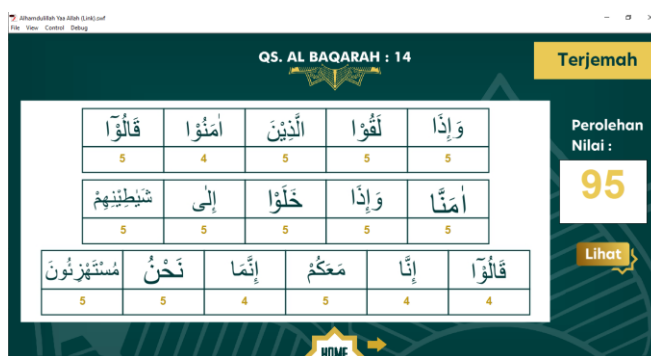 Alhamdulillah Yaa Allah (Link).swf
File View Control Debug
QS. AL BAQARAH : 14
Terjemah
وَإِذَا لَقُوا الَّذِيْنَ اٰمَنُوْا قَالُوْٓا
5 5 5 4 5
Perolehan
Nilai :
95
اٰمَنَّا وَإِذَا خَلَوْا إِلٰى شَيٰطِيْنِهِمْ
5 5 5 5 5
Lihat
قَالُوْٓا إِنَّا مَعَكُمْ إِنَّمَا نَحْنُ مُسْتَهْزِئُونَ
4 4 5 4 5 5
HOME